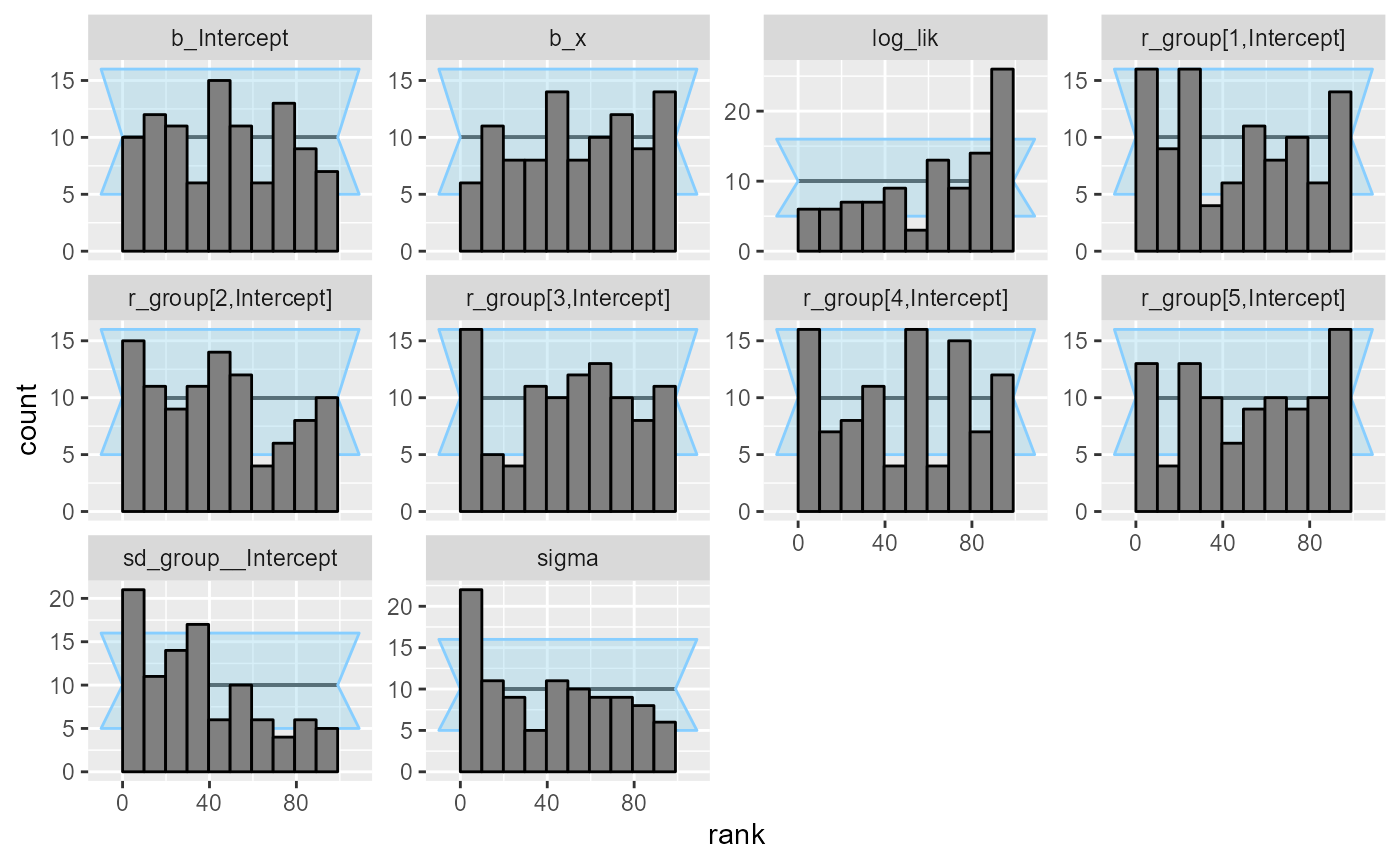 b_Intercept b_x log_lik r_group[1,Intercept]
15 15 20 15
10 10 10 10
5 5 5
0 0 0 0
r_group[2,Intercept] r_group[3,Intercept] r_group[4,Intercept] r_group[5,Intercept]
15 15 15 15
10 10 10 10
5 5 5 5
0 0 0 0
0 40 80 0 40 80
sd_group__Intercept sigma
20 20
15 15
10 10
5 5
0 0
0 40 80 0 40 80
count
rank